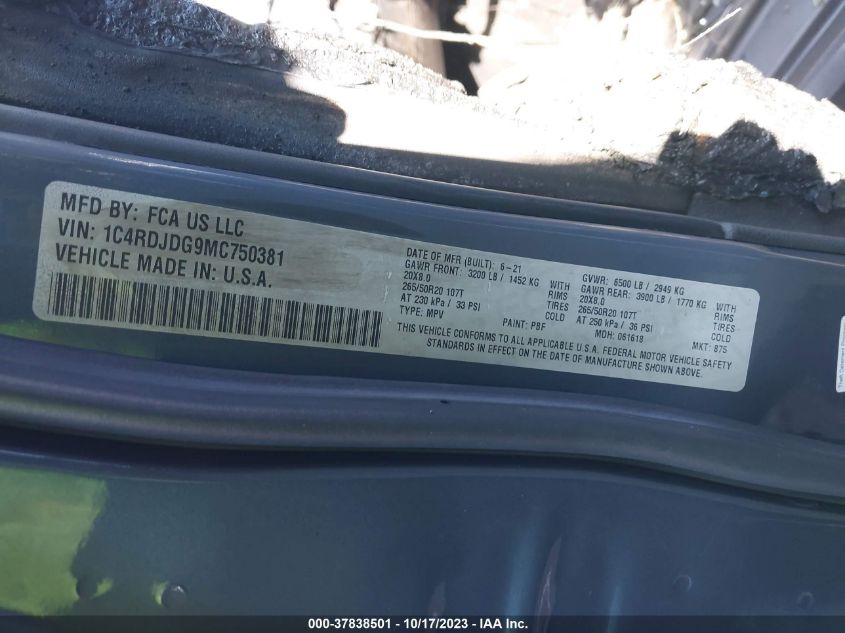 MFD BY: FCA US LLC
VIN: 1C4RDJDG9MC750381
VEHICLE MADE IN: U.S.A.
DATE OF MFR (BUILT): 6-21
GAWR FRONT: 3200 LB / 1452 KG WITH
20X8.0 RIMS
265/50R20 107T TIRES
AT 230 kPa / 33 PSI COLD
TYPE: MPV PAINT: PBF
GVWR: 6500 LB / 2949 KG
GAWR REAR: 3900 LB / 1770 KG WITH
20X8.0 RIMS
265/50R20 107T TIRES
AT 250 kPa / 36 PSI COLD
MDH: 061618 MKT: 875
THIS VEHICLE CONFORMS TO ALL APPLICABLE U.S.A. FEDERAL MOTOR VEHICLE SAFETY
STANDARDS IN EFFECT ON THE DATE OF MANUFACTURE SHOWN ABOVE.
000-37838501 - 10/17/2023 - IAA Inc.